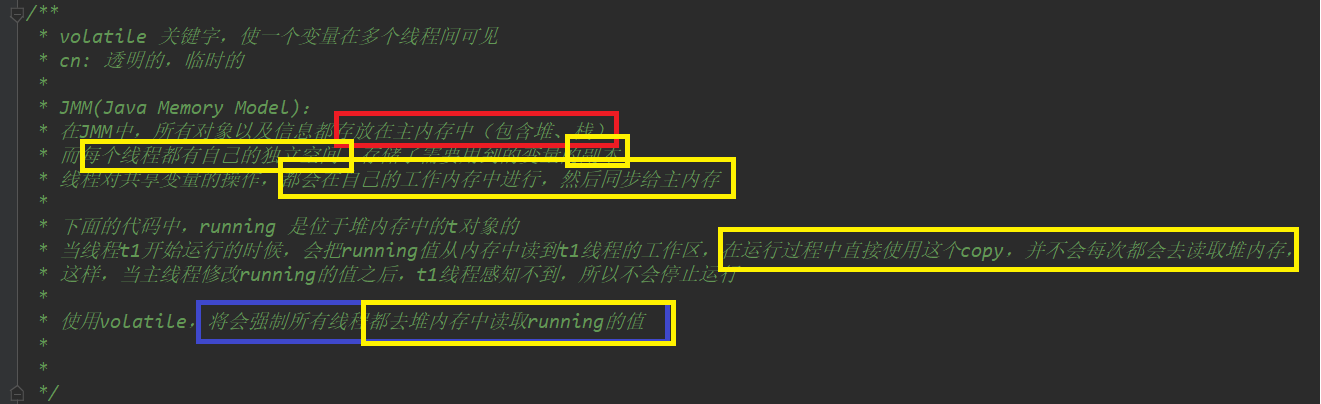 /**
* volatile 关键字，使一个变量在多个线程间可见
* cn: 透明的，临时的
*
* JMM(Java Memory Model):
* 在JMM中，所有对象以及信息都存放在主内存中（包含堆、栈）
* 而每个线程都有自己的独立空间，存储了需要用到的变量的副本
* 线程对共享变量的操作，都会在自己的工作内存中进行，然后同步给主内存
*
* 下面的代码中，running 是位于堆内存中的t对象的
* 当线程t1开始运行的时候，会把running值从内存中读到t1线程的工作区，在运行过程中直接使用这个copy，并不会每次都会去读取堆内存，
* 这样，当主线程修改running的值之后，t1线程感知不到，所以不会停止运行
*
* 使用volatile，将会强制所有线程都去堆内存中读取running的值
*
*
*/